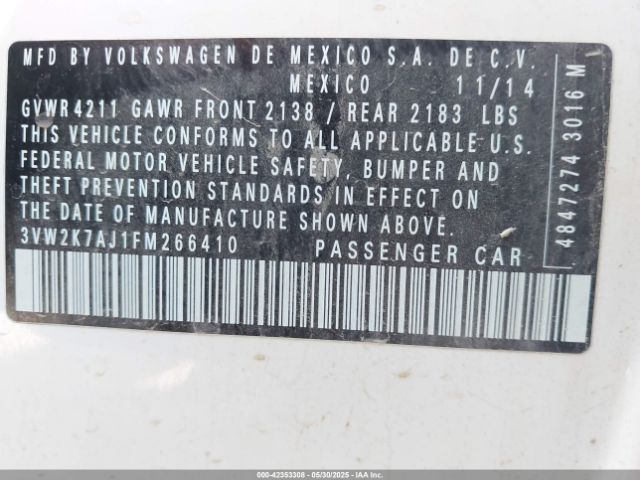 MFD BY VOLKSWAGEN DE MEXICO S.A. DE C.V.
MEXICO 11/14
GVWR 4211 GAWR FRONT 2138 / REAR 2183 LBS
THIS VEHICLE CONFORMS TO ALL APPLICABLE U.S.
FEDERAL MOTOR VEHICLE SAFETY, BUMPER AND
THEFT PREVENTION STANDARDS IN EFFECT ON
THE DATE OF MANUFACTURE SHOWN ABOVE.
3VW2K7AJ1FM266410 PASSENGER CAR
4847274 3016 M
000-42353308 - 05/30/2025 - IAAI.COM